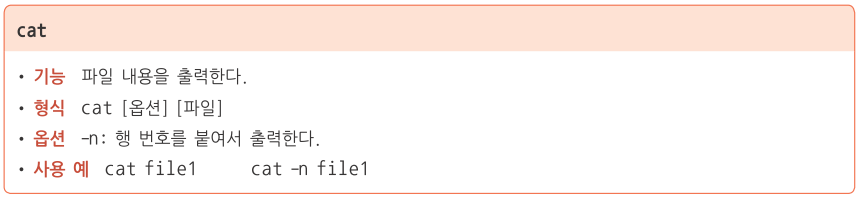 cat
• 기능 파일 내용을 출력한다.
• 형식 cat [옵션] [파일]
• 옵션 -n: 행 번호를 붙여서 출력한다.
• 사용 예 cat file1 cat -n file1